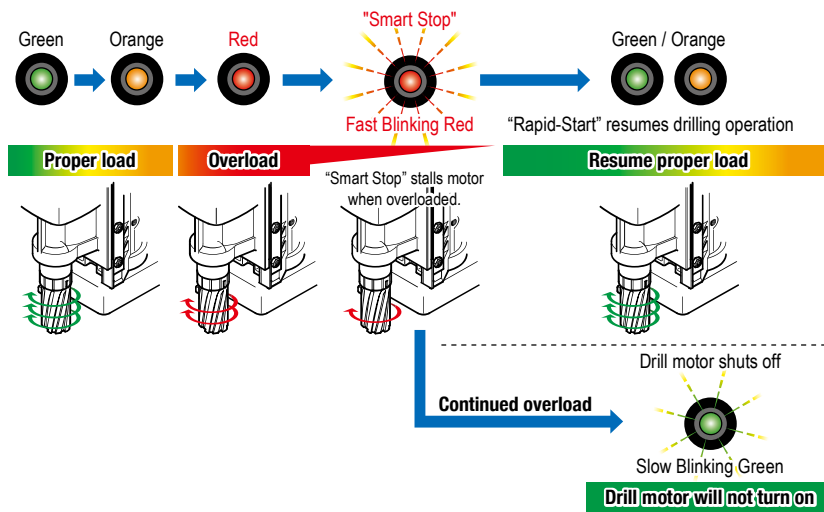 Green
Orange
Red
"Smart Stop"
Fast Blinking Red
Green / Orange
“Rapid-Start” resumes drilling operation
Proper load
Overload
“Smart Stop” stalls motor
when overloaded.
Resume proper load
Continued overload
Drill motor shuts off
Slow Blinking Green
Drill motor will not turn on